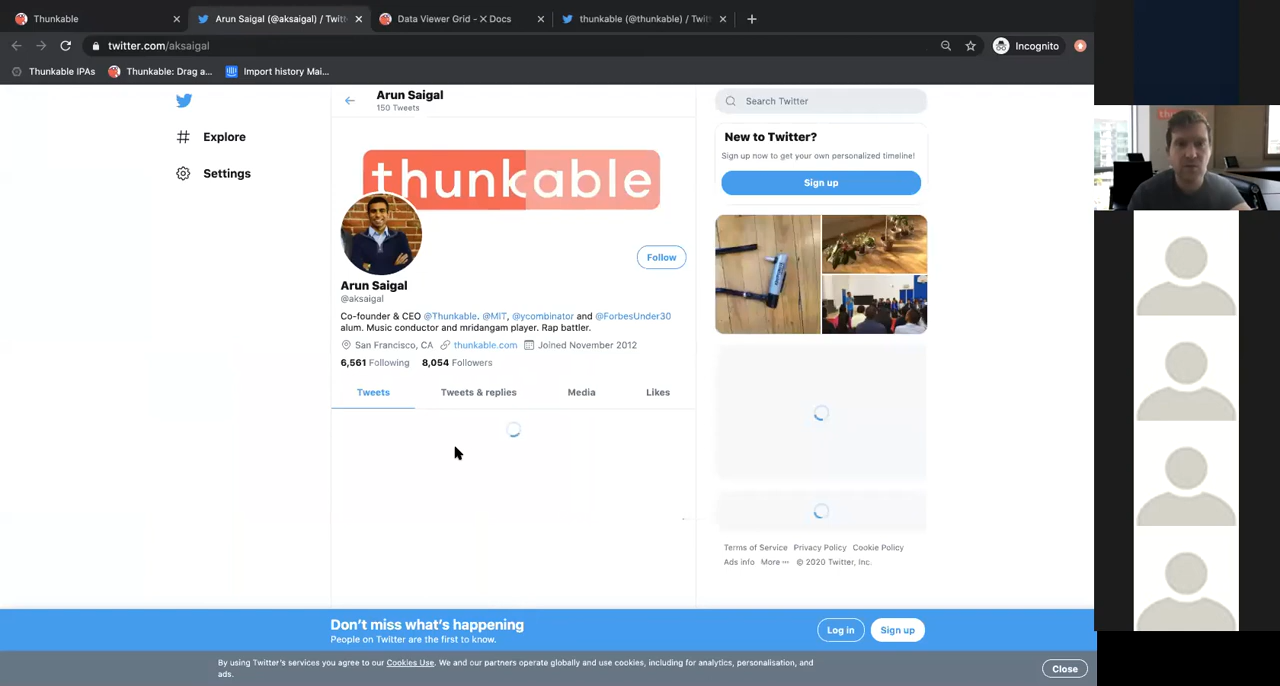 Thunkable
Arun Saigal (@aksaigal) / Twitt
Data Viewer Grid - ✕ Docs
thunkable (@thunkable) / Twitt
twitter.com/aksaigal
Incognito
Thunkable IPAs
Thunkable: Drag a...
Import history Mai...
Arun Saigal
150 Tweets
Explore
Settings
thunkable
Follow
Arun Saigal
@aksaigal
Co-founder & CEO @Thunkable. @MIT, @ycombinator and @ForbesUnder30
alum. Music conductor and mridangam player. Rap battler.
San Francisco, CA thunkable.com Joined November 2012
6,561 Following 8,054 Followers
Tweets Tweets & replies Media Likes
Search Twitter
New to Twitter?
Sign up now to get your own personalized timeline!
Sign up
Terms of Service Privacy Policy Cookie Policy
Ads info More ··· © 2020 Twitter, Inc.
Don't miss what's happening
People on Twitter are the first to know.
Log in
Sign up
By using Twitter's services you agree to our Cookies Use. We and our partners operate globally and use cookies, including for analytics, personalisation, and
ads.
Close